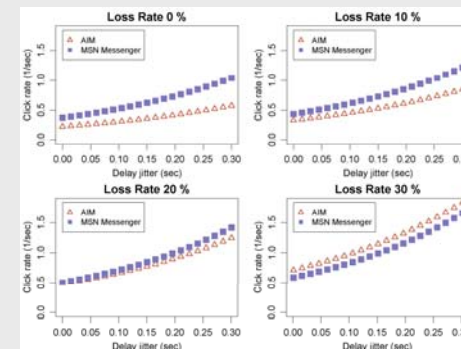 Loss Rate 0 %
Click rate (1/sec)
0.0 0.5 1.0 1.5
AIM
MSN Messenger
0.00 0.05 0.10 0.15 0.20 0.25 0.30
Delay jitter (sec)
Loss Rate 10 %
Click rate (1/sec)
0.0 0.5 1.0 1.5
AIM
MSN Messenger
0.00 0.05 0.10 0.15 0.20 0.25
Delay jitter (sec)
Loss Rate 20 %
Click rate (1/sec)
0.0 0.5 1.0 1.5
AIM
MSN Messenger
0.00 0.05 0.10 0.15 0.20 0.25 0.30
Delay jitter (sec)
Loss Rate 30 %
Click rate (1/sec)
0.0 0.5 1.0 1.5
AIM
MSN Messenger
0.00 0.05 0.10 0.15 0.20 0.25
Delay jitter (sec)